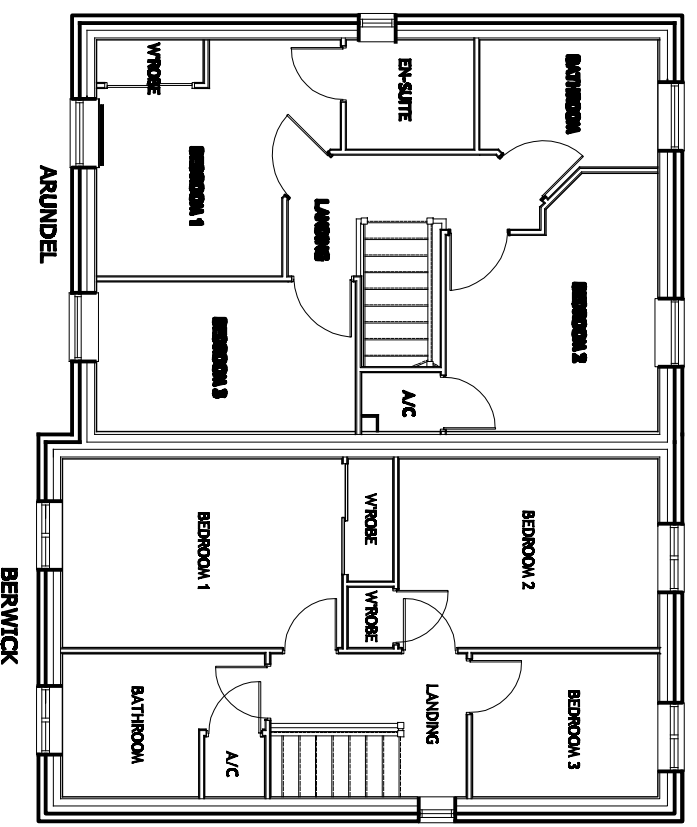 W'ROBE
EN-SUITE
BATHROOM
BEDROOM 1
LANDING
ARUNDEL
BEDROOM 2
BEDROOM 3
A/C
BEDROOM 1
W'ROBE
BEDROOM 2
W'ROBE
BERWICK
BATHROOM
A/C
LANDING
BEDROOM 3